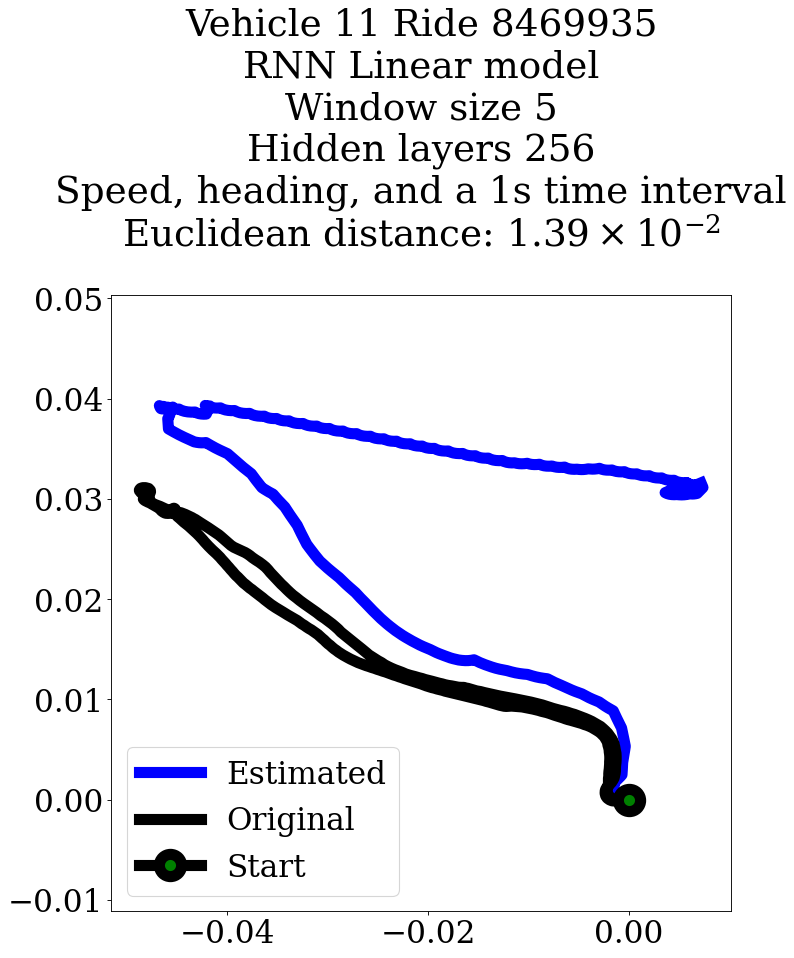 Vehicle 11 Ride 8469935
RNN Linear model
Window size 5
Hidden layers 256
Speed, heading, and a 1s time interval
Euclidean distance: 1.39 × 10⁻²
0.05
0.04
0.03
0.02
0.01
0.00
−0.01
Estimated
Original
Start
−0.04
−0.02
0.00